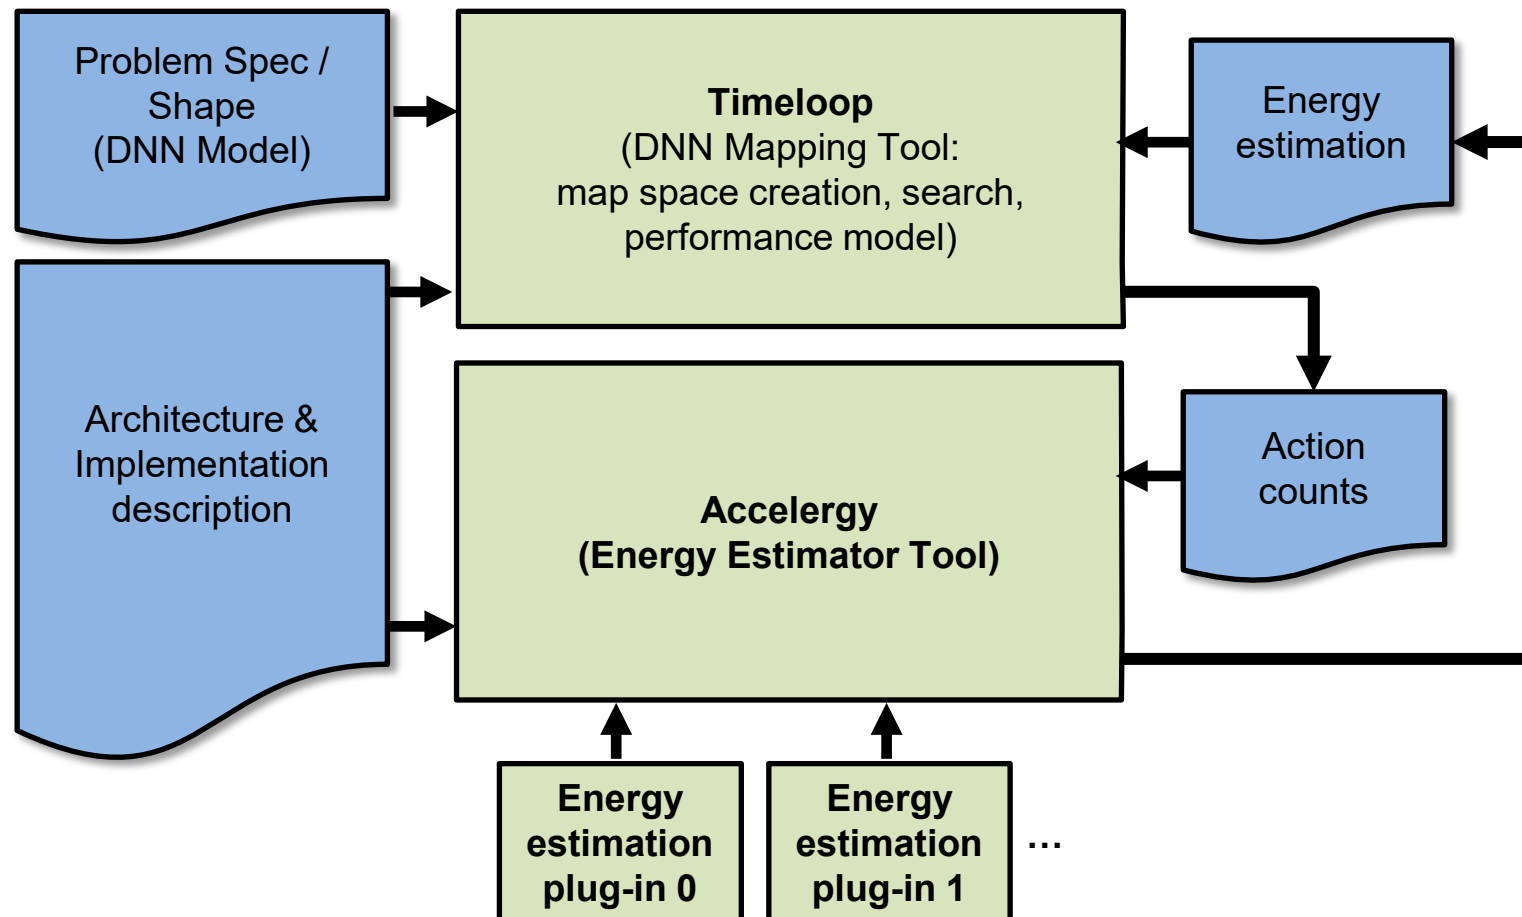 Problem Spec /
Shape
(DNN Model)
Timeloop
(DNN Mapping Tool:
map space creation, search,
performance model)
Energy
estimation
Architecture &
Implementation
description
Accelergy
(Energy Estimator Tool)
Action
counts
Energy
estimation
plug-in 0
Energy
estimation
plug-in 1
...